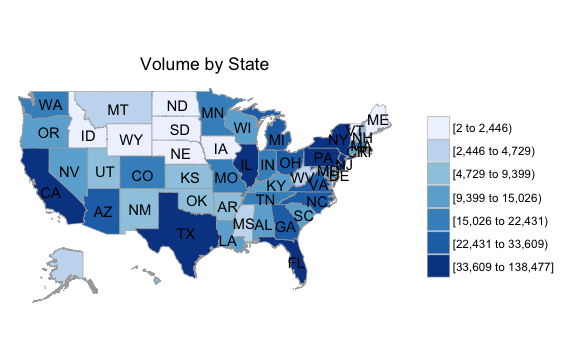 Volume by State
WA
MT
ND
MN
ME
OR
ID
SD
WI
MI
NY
VT
NH
WY
NE
IA
PA
NJ
NV
UT
CO
KS
MO
IL
IN
OH
WV
MD
DE
VA
KY
CA
AZ
NM
OK
AR
TN
NC
SC
TX
LA
MS
AL
GA
FL
[2 to 2,446)
[2,446 to 4,729)
[4,729 to 9,399)
[9,399 to 15,026)
[15,026 to 22,431)
[22,431 to 33,609)
[33,609 to 138,477]